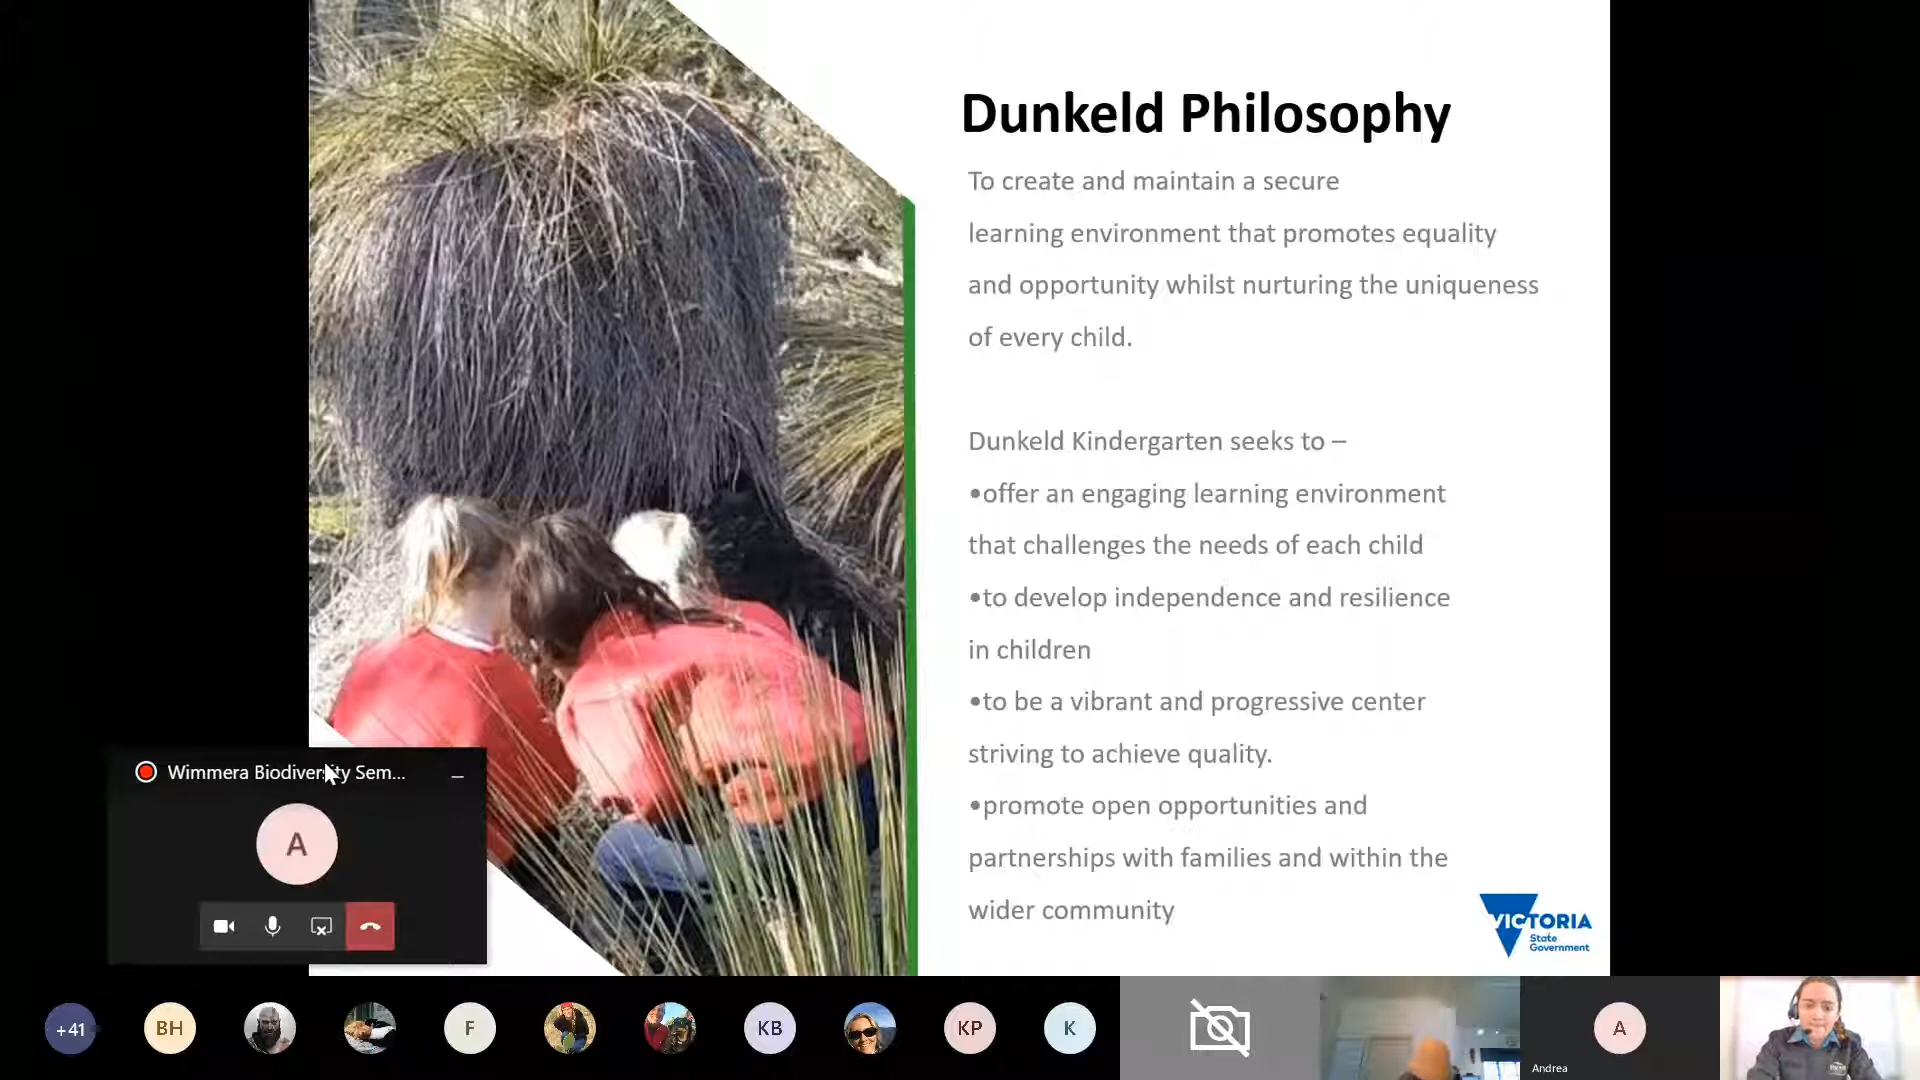 Dunkeld Philosophy
To create and maintain a secure
learning environment that promotes equality
and opportunity whilst nurturing the uniqueness
of every child.
Dunkeld Kindergarten seeks to –
•offer an engaging learning environment
that challenges the needs of each child
•to develop independence and resilience
in children
•to be a vibrant and progressive center
striving to achieve quality.
•promote open opportunities and
partnerships with families and within the
wider community
VICTORIA
State
Government
Wimmera Biodiversity Sem...
A
+41
BH
F
KB
KP
K
A
Andrea